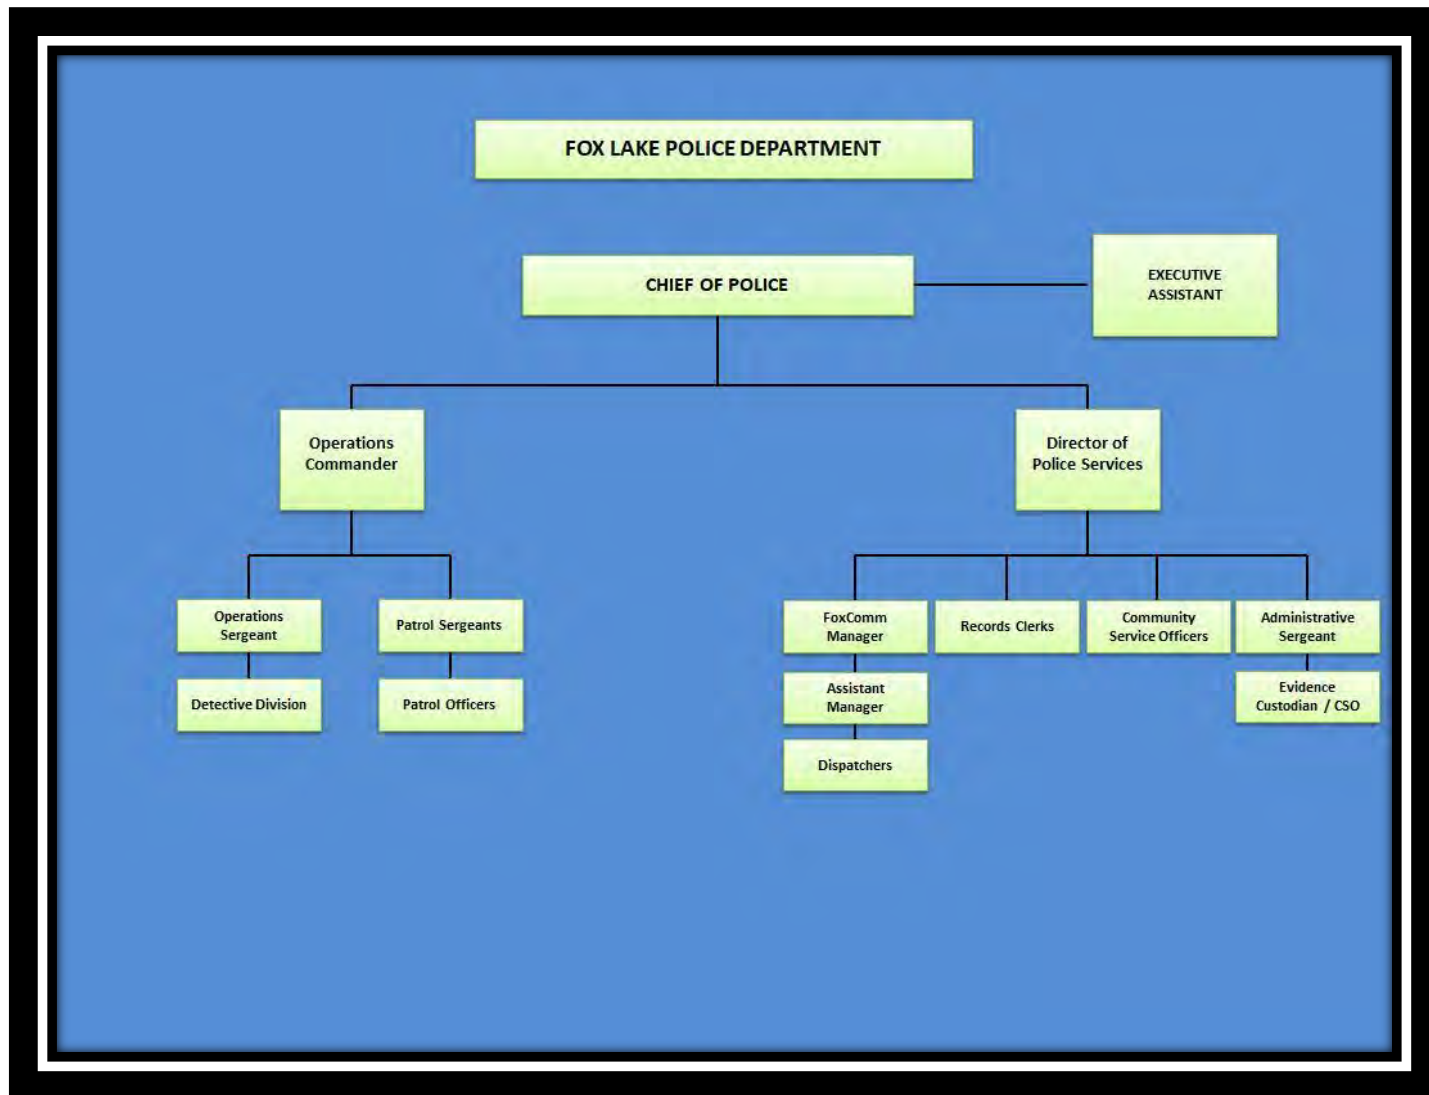 FOX LAKE POLICE DEPARTMENT
CHIEF OF POLICE
EXECUTIVE
ASSISTANT
Operations
Commander
Director of
Police Services
Operations
Sergeant
Patrol Sergeants
FoxComm
Manager
Records Clerks
Community
Service Officers
Administrative
Sergeant
Detective Division
Patrol Officers
Assistant
Manager
Evidence
Custodian / CSO
Dispatchers